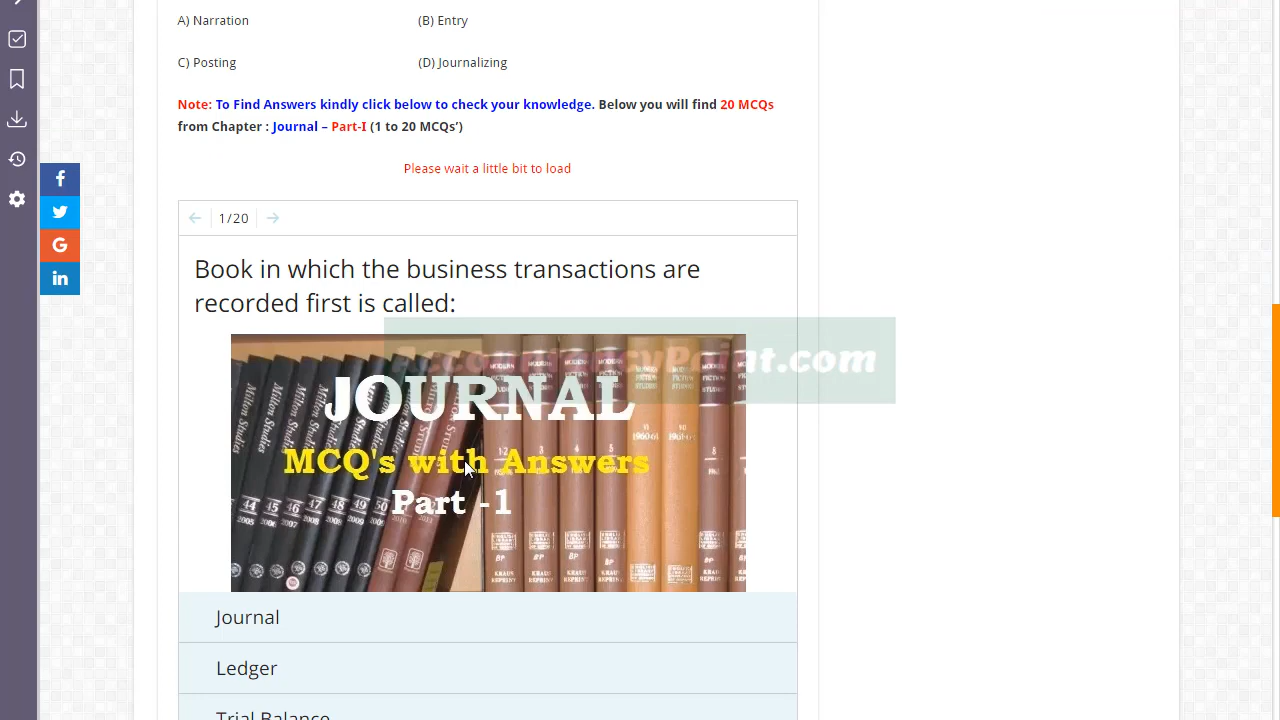 A) Narration (B) Entry
C) Posting (D) Journalizing
Note: To Find Answers kindly click below to check your knowledge. Below you will find 20 MCQs
from Chapter : Journal – Part-I (1 to 20 MCQs’)
Please wait a little bit to load
1/20
Book in which the business transactions are
recorded first is called:
JOURNAL
MCQ's with Answers
Part -1
Journal
Ledger
Trial Balance